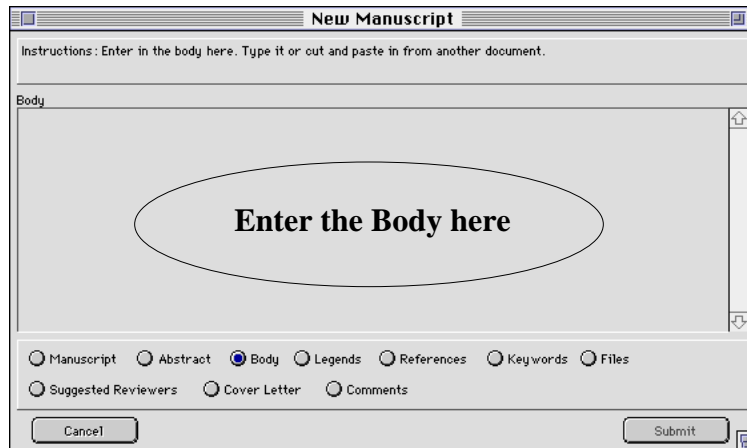 New Manuscript
Instructions: Enter in the body here. Type it or cut and paste in from another document.
Body
Enter the Body here
Manuscript Abstract Body Legends References Keywords Files
Suggested Reviewers Cover Letter Comments
Cancel Submit